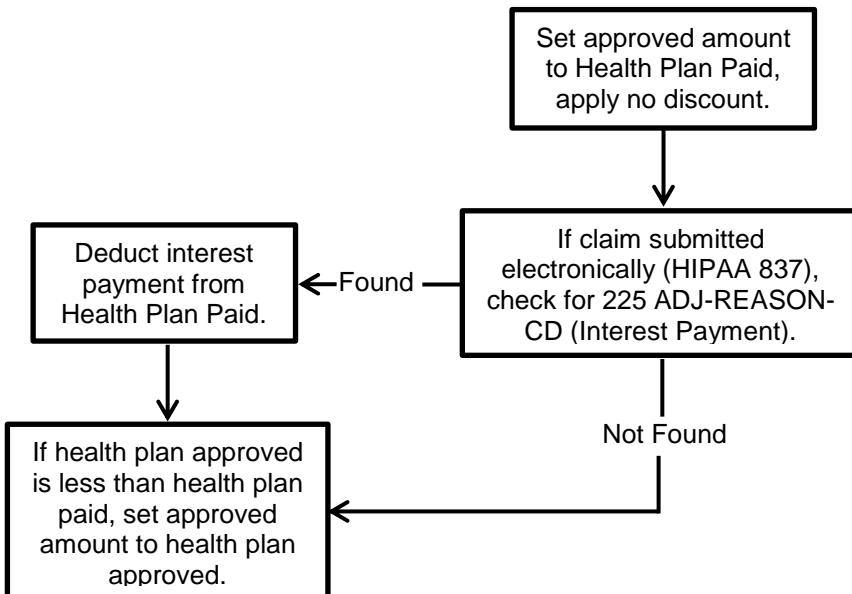 Set approved amount
to Health Plan Paid,
apply no discount.
If claim submitted
electronically (HIPAA 837),
check for 225 ADJ-REASON-
CD (Interest Payment).
Found
Deduct interest
payment from
Health Plan Paid.
Not Found
If health plan approved
is less than health plan
paid, set approved
amount to health plan
approved.